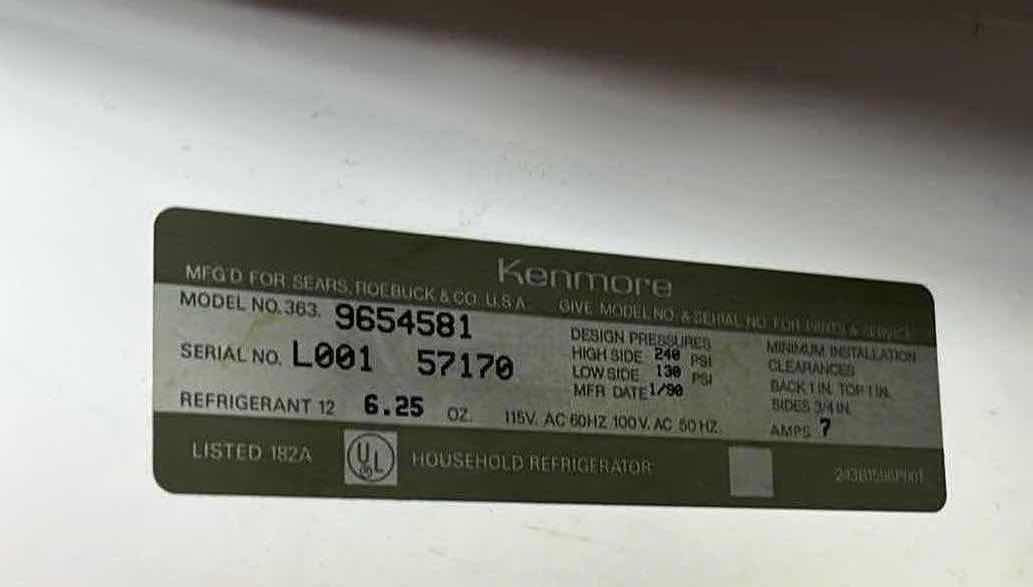 Kenmore
MFG'D FOR SEARS, ROEBUCK & CO. U.S.A. GIVE MODEL NO. & SERIAL NO. FOR PARTS & SERVICE
MODEL NO. 363. 9654581
SERIAL NO. L001 57170
REFRIGERANT 12 6.25 OZ. 115V. AC 60HZ 100V. AC 50 HZ.
DESIGN PRESSURES
HIGH SIDE 240 PSI
LOW SIDE 130 PSI
MFR DATE 1/90
MINIMUM INSTALLATION
CLEARANCES
BACK 1 IN. TOP 1 IN.
SIDES 3/4 IN.
AMPS 7
LISTED 182A UL HOUSEHOLD REFRIGERATOR